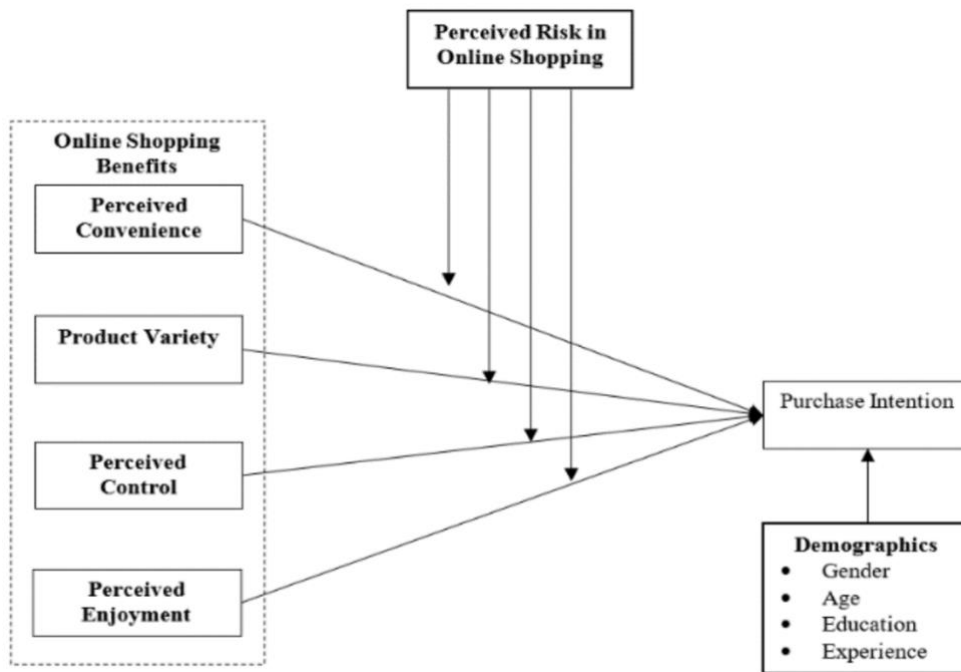 Perceived Risk in
Online Shopping
Online Shopping
Benefits
Perceived
Convenience
Product Variety
Perceived
Control
Perceived
Enjoyment
Purchase Intention
Demographics
• Gender
• Age
• Education
• Experience